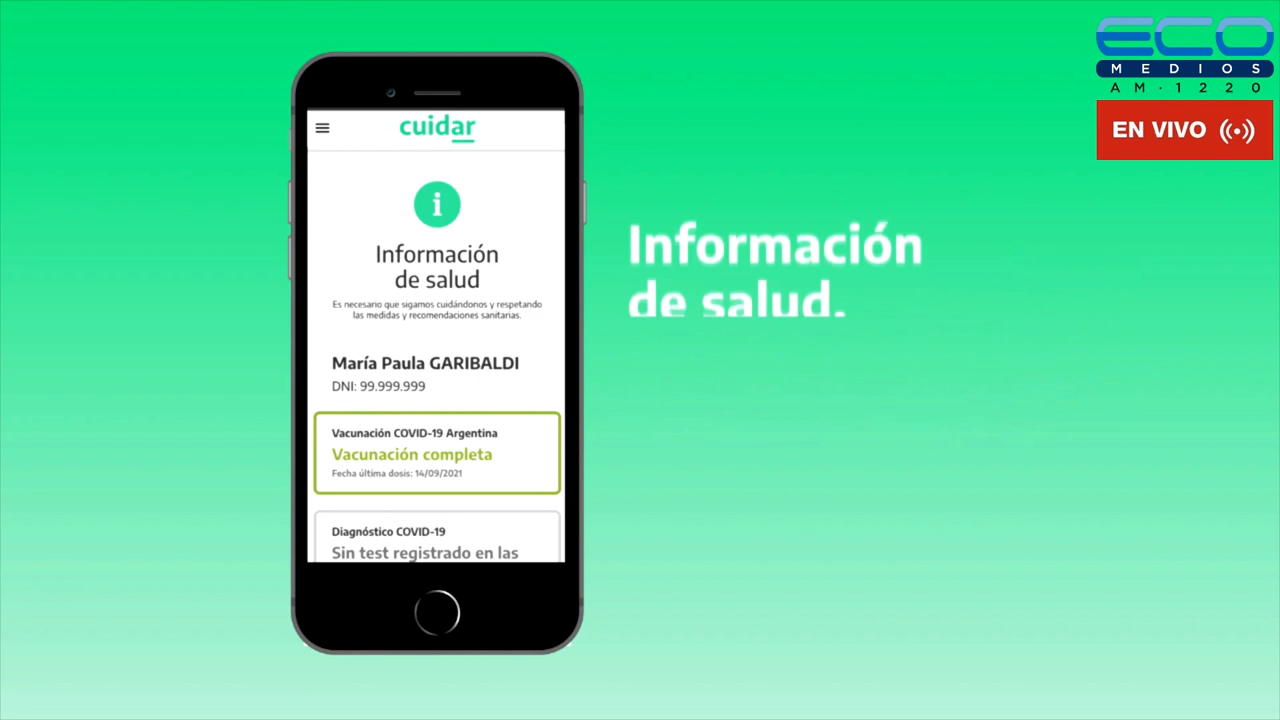 ECO
MEDIOS
AM·1220
EN VIVO
cuidar
i
Información
de salud
Es necesario que sigamos cuidándonos y respetando
las medidas y recomendaciones sanitarias.
María Paula GARIBALDI
DNI: 99.999.999
Vacunación COVID-19 Argentina
Vacunación completa
Fecha última dosis: 14/09/2021
Diagnóstico COVID-19
Sin test registrado en las
Información
de salud.